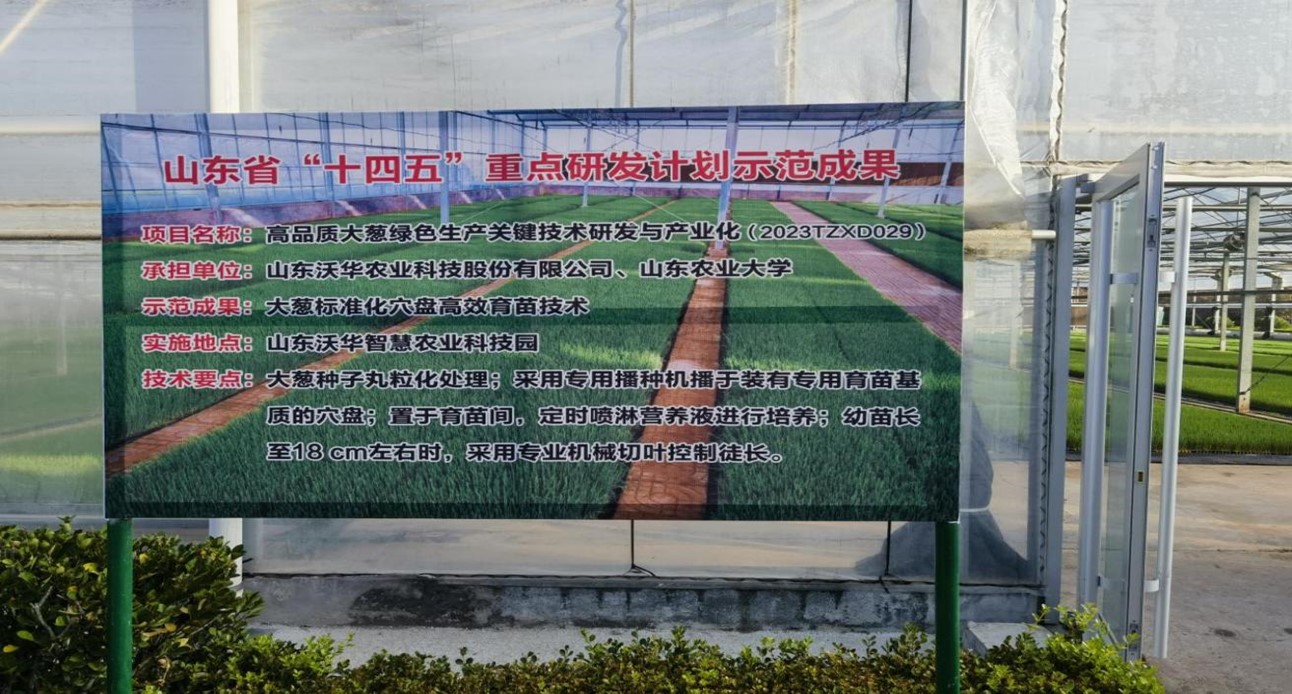 山东省“十四五”重点研发计划示范成果
项目名称：高品质大葱绿色生产关键技术研发与产业化（2023TZXD029）
承担单位：山东沃华农业科技股份有限公司、山东农业大学
示范成果：大葱标准化穴盘高效育苗技术
实施地点：山东沃华智慧农业科技园
技术要点：大葱种子丸粒化处理；采用专用播种机播于装有专用育苗基
质的穴盘；置于育苗间，定时喷淋营养液进行培养；幼苗长
至18 cm左右时，采用专业机械切叶控制徒长。